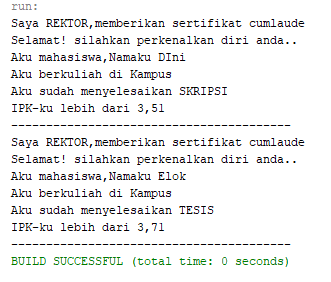 run:
Saya REKTOR,memberikan sertifikat cumlaude
Selamat! silahkan perkenalkan diri anda..
Aku mahasiswa,Namaku DIni
Aku berkuliah di Kampus
Aku sudah menyelesaikan SKRIPSI
IPK-ku lebih dari 3,51
----------------------------------------
Saya REKTOR,memberikan sertifikat cumlaude
Selamat! silahkan perkenalkan diri anda..
Aku mahasiswa,Namaku Elok
Aku berkuliah di Kampus
Aku sudah menyelesaikan TESIS
IPK-ku lebih dari 3,71
----------------------------------------
BUILD SUCCESSFUL (total time: 0 seconds)